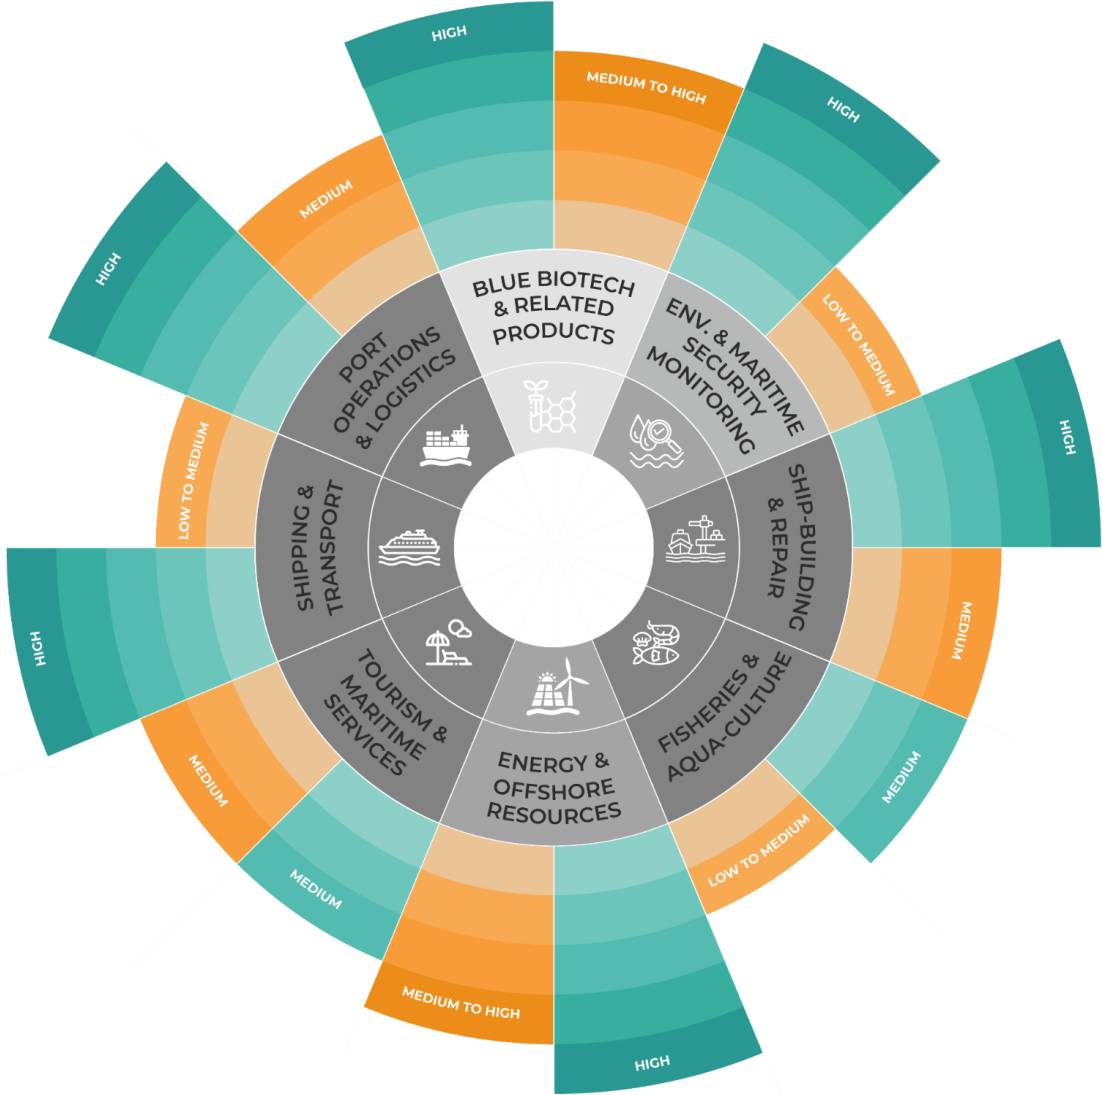 HIGH
MEDIUM TO HIGH
HIGH
LOW TO MEDIUM
HIGH
MEDIUM
MEDIUM
LOW TO MEDIUM
HIGH
MEDIUM TO HIGH
MEDIUM
MEDIUM
HIGH
LOW TO MEDIUM
HIGH
MEDIUM
BLUE BIOTECH
& RELATED
PRODUCTS
ENV. & MARITIME
SECURITY
MONITORING
SHIP-BUILDING
& REPAIR
FISHERIES &
AQUA-CULTURE
ENERGY &
OFFSHORE
RESOURCES
TOURISM &
MARITIME
SERVICES
SHIPPING &
TRANSPORT
PORT
OPERATIONS
& LOGISTICS